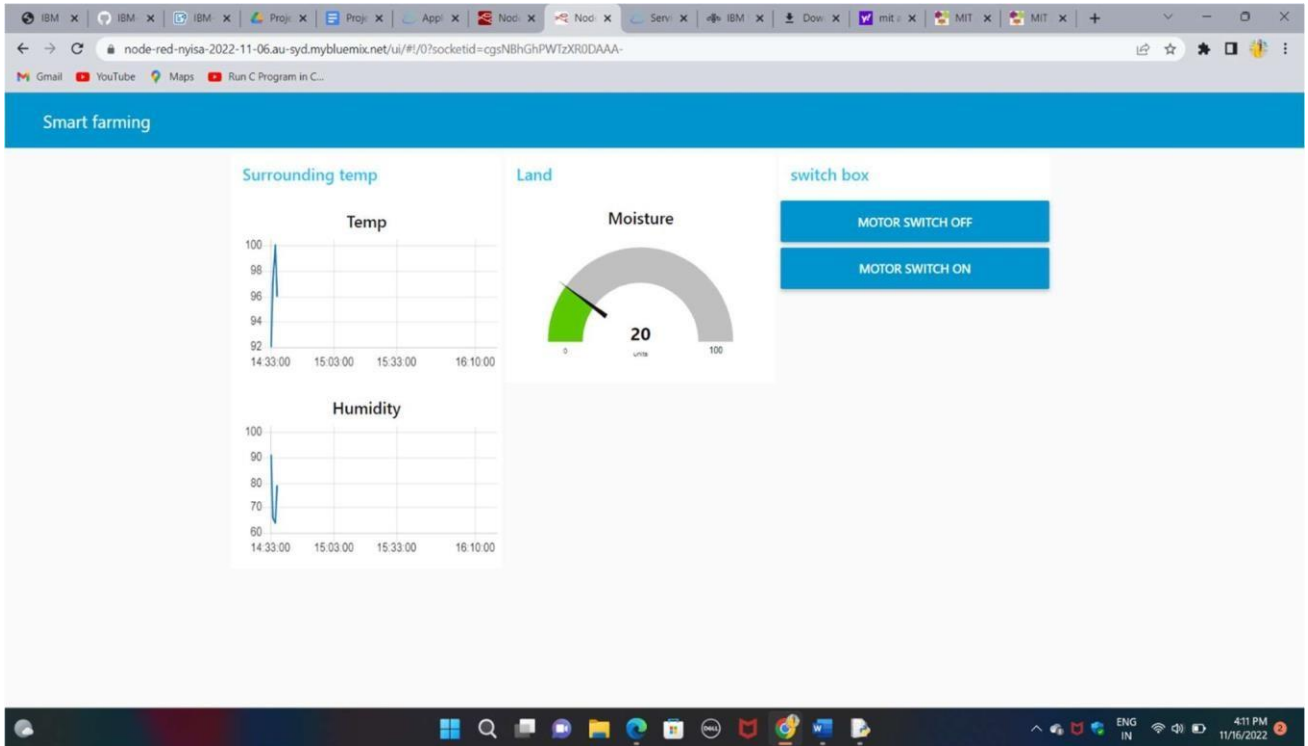 IBM
IBM-
IBM
Proje
Proje
Appl
Nod
Nod
Servi
IBM
Dow
mit a
MIT
MIT
node-red-nyisa-2022-11-06.au-syd.mybluemix.net/ui/#!/0?socketid=cgsNBhGhPWTzXR0DAAA-
Gmail YouTube Maps Run C Program in C...
Smart farming
Surrounding temp
Temp
100
98
96
94
92
14:33:00 15:03:00 15:33:00 16:10:00
Humidity
100
90
80
70
60
14:33:00 15:03:00 15:33:00 16:10:00
Land
Moisture
20
units
0 100
switch box
MOTOR SWITCH OFF
MOTOR SWITCH ON
DELL
ENG
IN
4:11 PM
11/16/2022
2